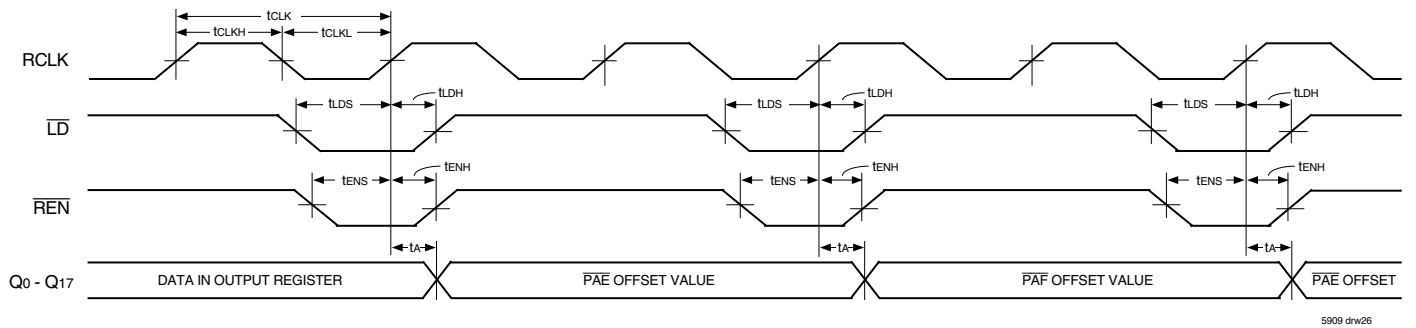 tCLK
tCLKH
tCLKL
RCLK
tLDS
tLDH
tLDS
tLDH
tLDS
tLDH
LD
tENS
tENH
tENS
tENH
tENS
tENH
REN
tA
tA
tA
Q0 - Q17
DATA IN OUTPUT REGISTER
PAE OFFSET VALUE
PAF OFFSET VALUE
PAE OFFSET
5909 drw26